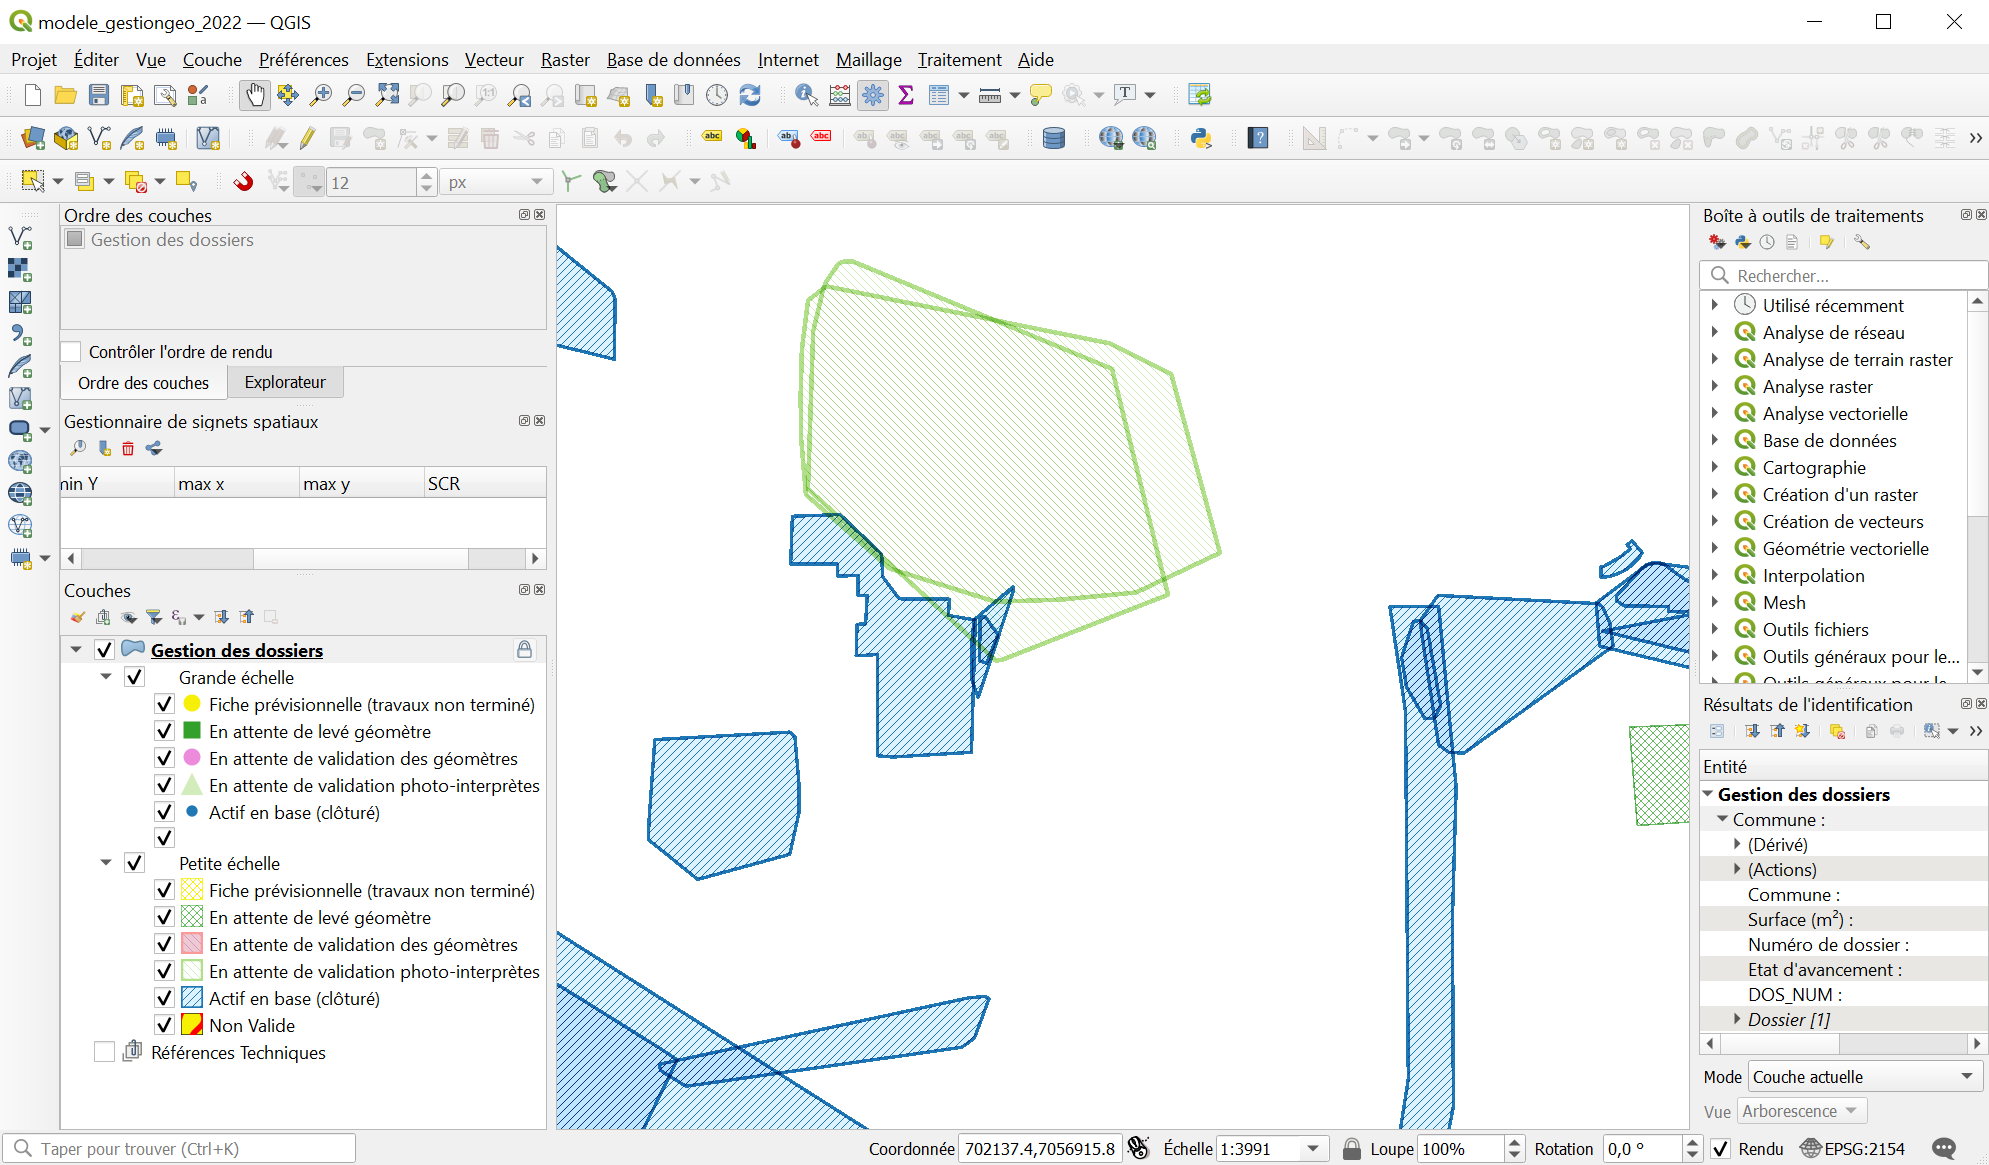 modele_gestiongeo_2022 — QGIS
Projet Éditer Vue Couche Préférences Extensions Vecteur Raster Base de données Internet Maillage Traitement Aide
12 px
Ordre des couches
Gestion des dossiers
Contrôler l'ordre de rendu
Ordre des couches Explorateur
Gestionnaire de signets spatiaux
min Y max x max y SCR
Couches
Gestion des dossiers
Grande échelle
Fiche prévisionnelle (travaux non terminé)
En attente de levé géomètre
En attente de validation des géomètres
En attente de validation photo-interprètes
Actif en base (clôturé)
Petite échelle
Fiche prévisionnelle (travaux non terminé)
En attente de levé géomètre
En attente de validation des géomètres
En attente de validation photo-interprètes
Actif en base (clôturé)
Non Valide
Références Techniques
Boîte à outils de traitements
Rechercher...
Utilisé récemment
Analyse de réseau
Analyse de terrain raster
Analyse raster
Analyse vectorielle
Base de données
Cartographie
Création d'un raster
Création de vecteurs
Géométrie vectorielle
Interpolation
Mesh
Outils fichiers
Outils généraux pour le...
Résultats de l'identification
Entité
Gestion des dossiers
Commune :
(Dérivé)
(Actions)
Commune :
Surface (m²) :
Numéro de dossier :
Etat d'avancement :
DOS_NUM :
Dossier [1]
Mode Couche actuelle
Vue Arborescence
Taper pour trouver (Ctrl+K)
Coordonnée 702137.4,7056915.8 Échelle 1:3991 Loupe 100% Rotation 0,0 ° Rendu EPSG:2154